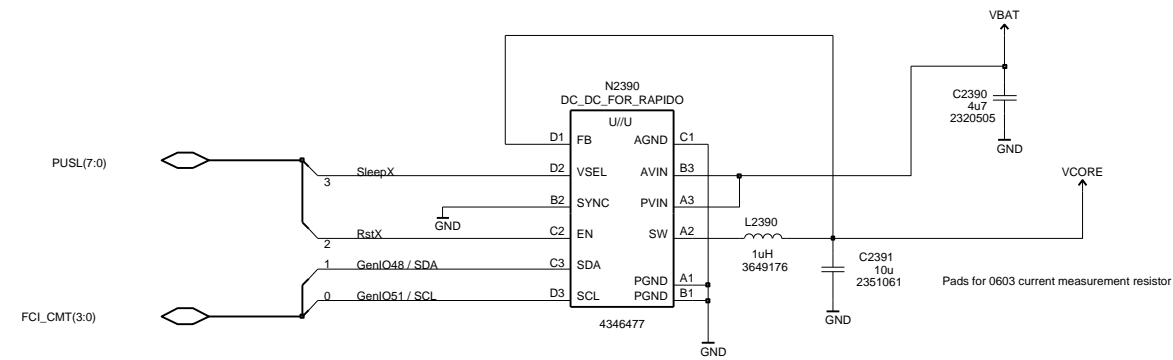 VBAT
N2390
DC_DC_FOR_RAPIDO
U//U
C2390
4u7
2320505
GND
PUSL(7:0)
3
SleepX
D1
FB
AGND
C1
D2
VSEL
AVIN
B3
B2
SYNC
PVIN
A3
GND
VCORE
2
RstX
C2
EN
SW
A2
L2390
1uH
3649176
1
GenIO48 / SDA
C3
SDA
C2391
10u
2351061
0
GenIO51 / SCL
D3
SCL
PGND
A1
PGND
B1
Pads for 0603 current measurement resistor
FCI_CMT(3:0)
4346477
GND
GND